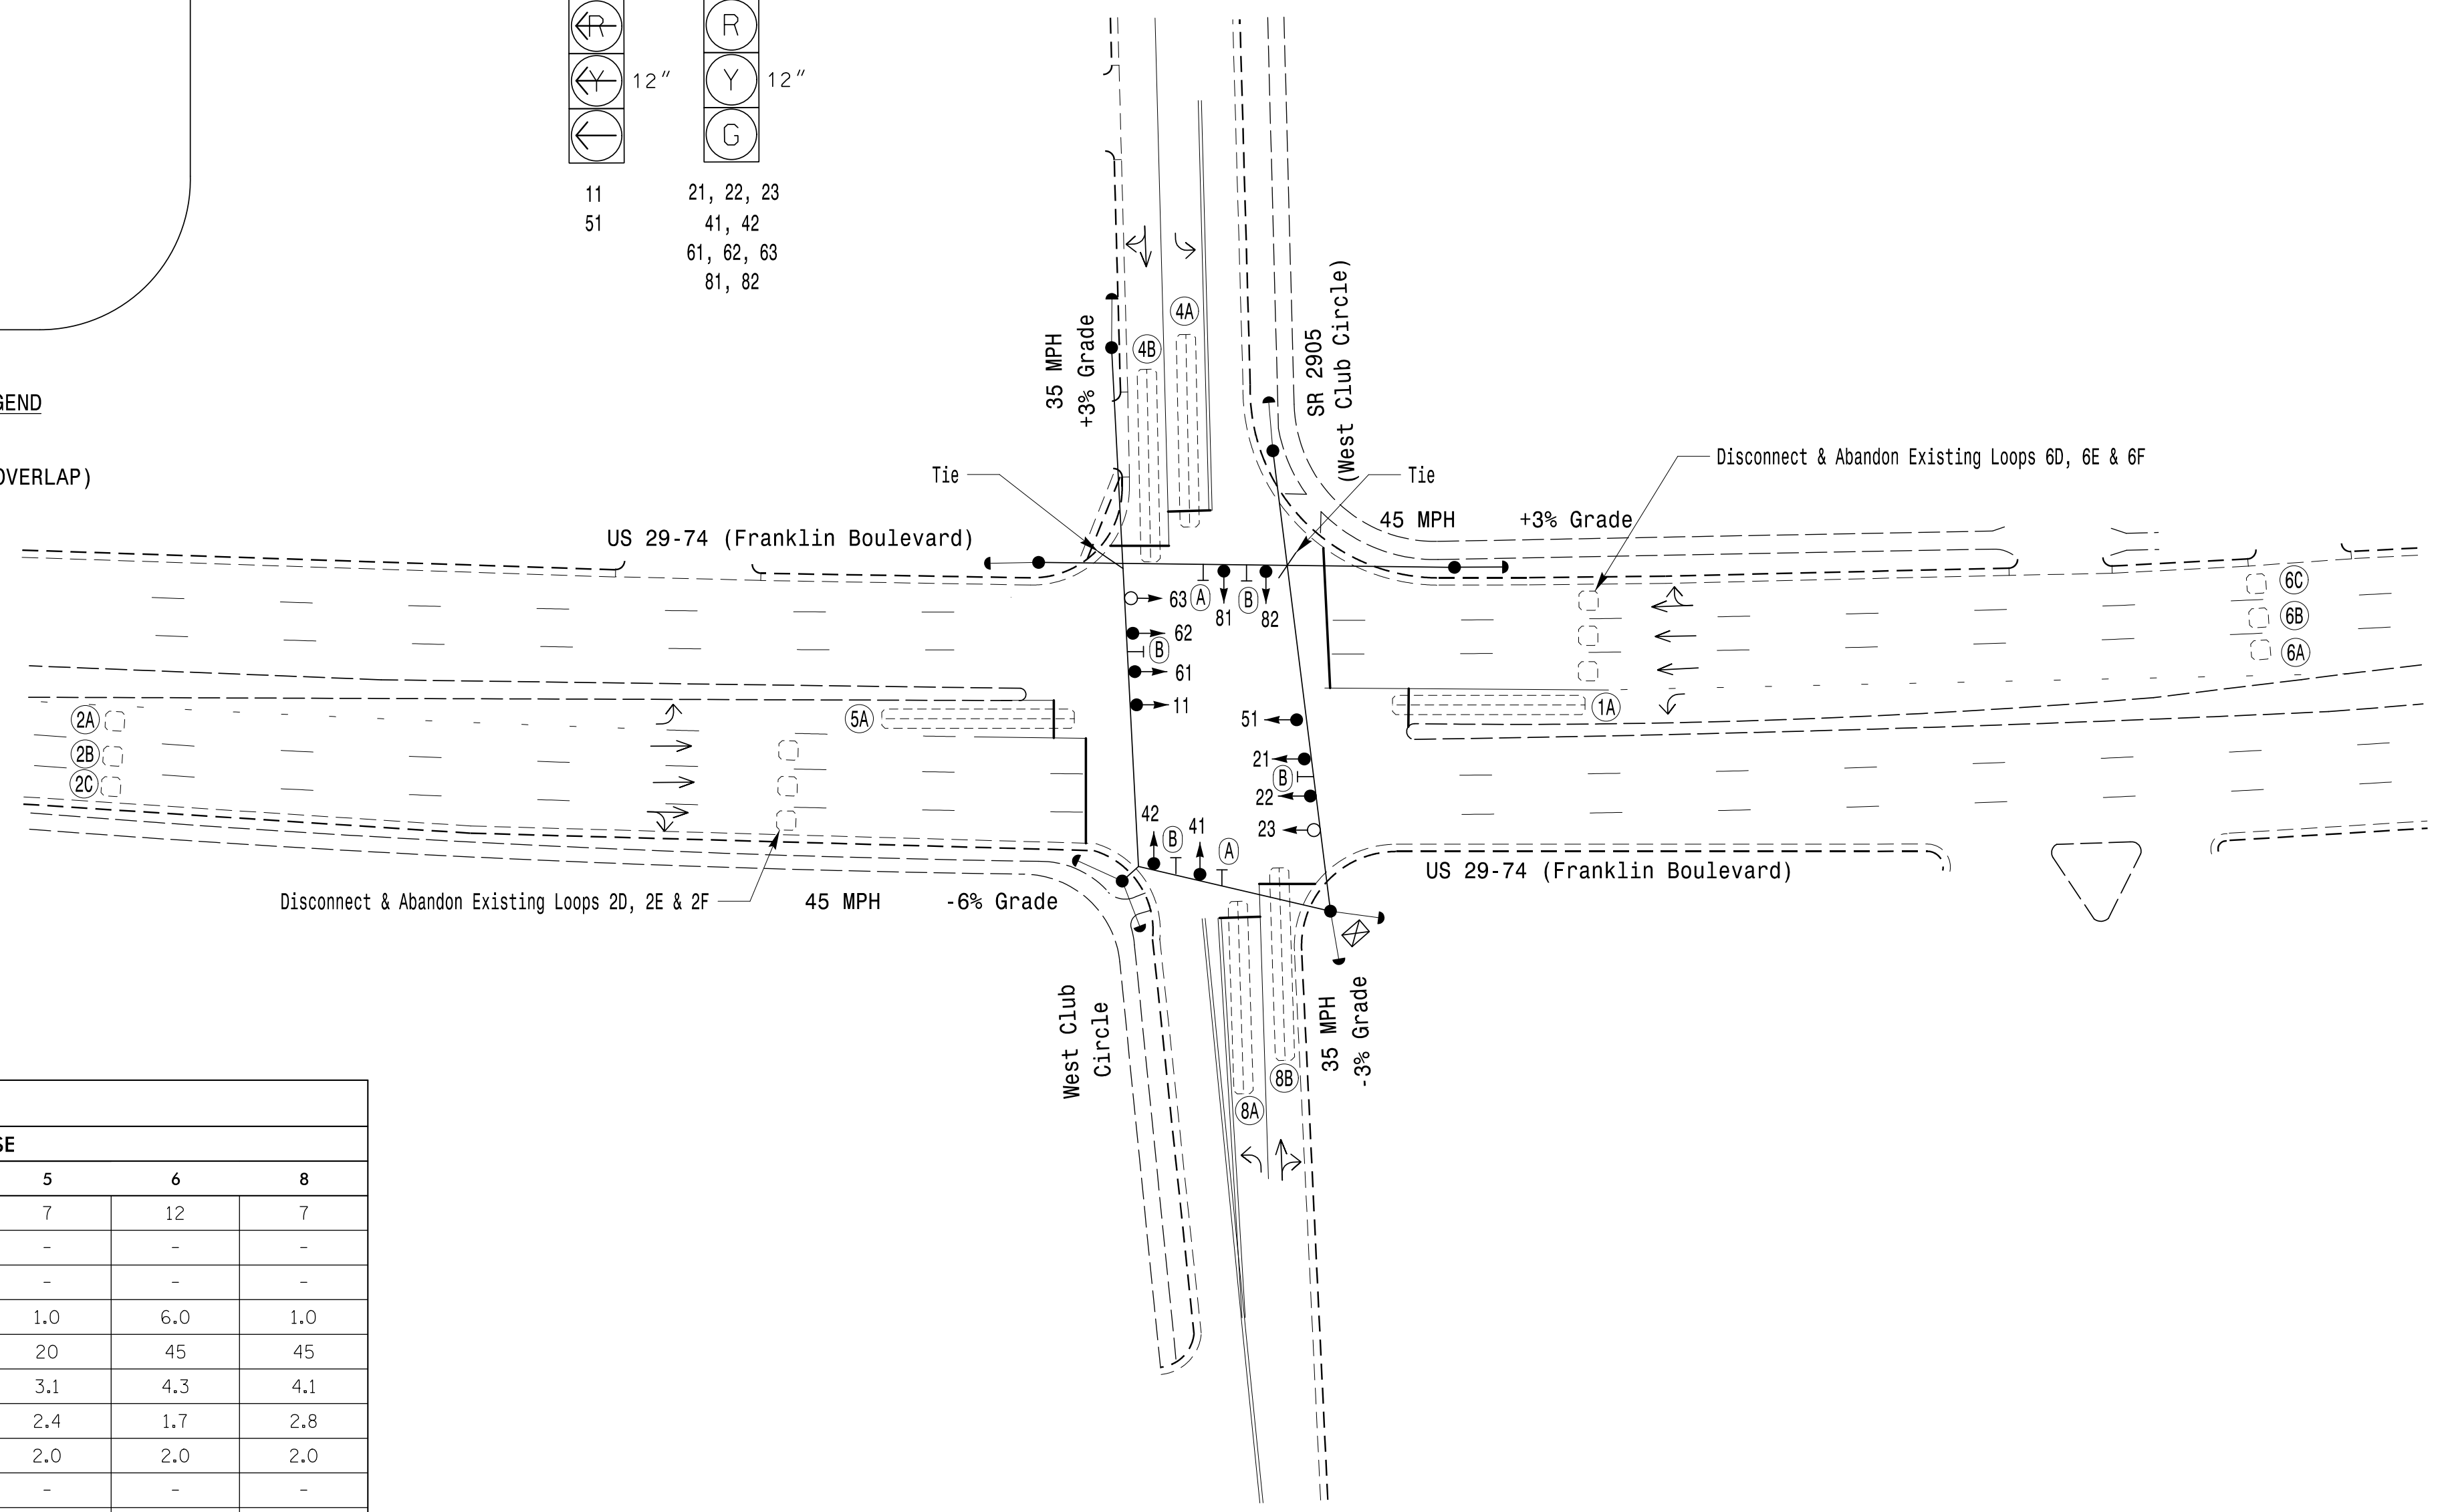 R
R
Y
12"
Y
12"
G
11
21, 22, 23
51
41, 42
61, 62, 63
81, 82
4A
4B
35 MPH
+3% Grade
SR 2905
(West Club Circle)
GEND
OVERLAP)
Tie
Tie
Disconnect & Abandon Existing Loops 6D, 6E & 6F
US 29-74 (Franklin Boulevard)
45 MPH
+3% Grade
63
A
81
B
82
62
B
61
11
6C
6B
6A
2A
2B
2C
5A
51
1A
21
B
22
23
42
B
41
A
US 29-74 (Franklin Boulevard)
Disconnect & Abandon Existing Loops 2D, 2E & 2F
45 MPH
-6% Grade
West Club
Circle
35 MPH
-3% Grade
8B
8A
SE
5 6 8
7 12 7
- - -
- - -
1.0 6.0 1.0
20 45 45
3.1 4.3 4.1
2.4 1.7 2.8
2.0 2.0 2.0
- - -